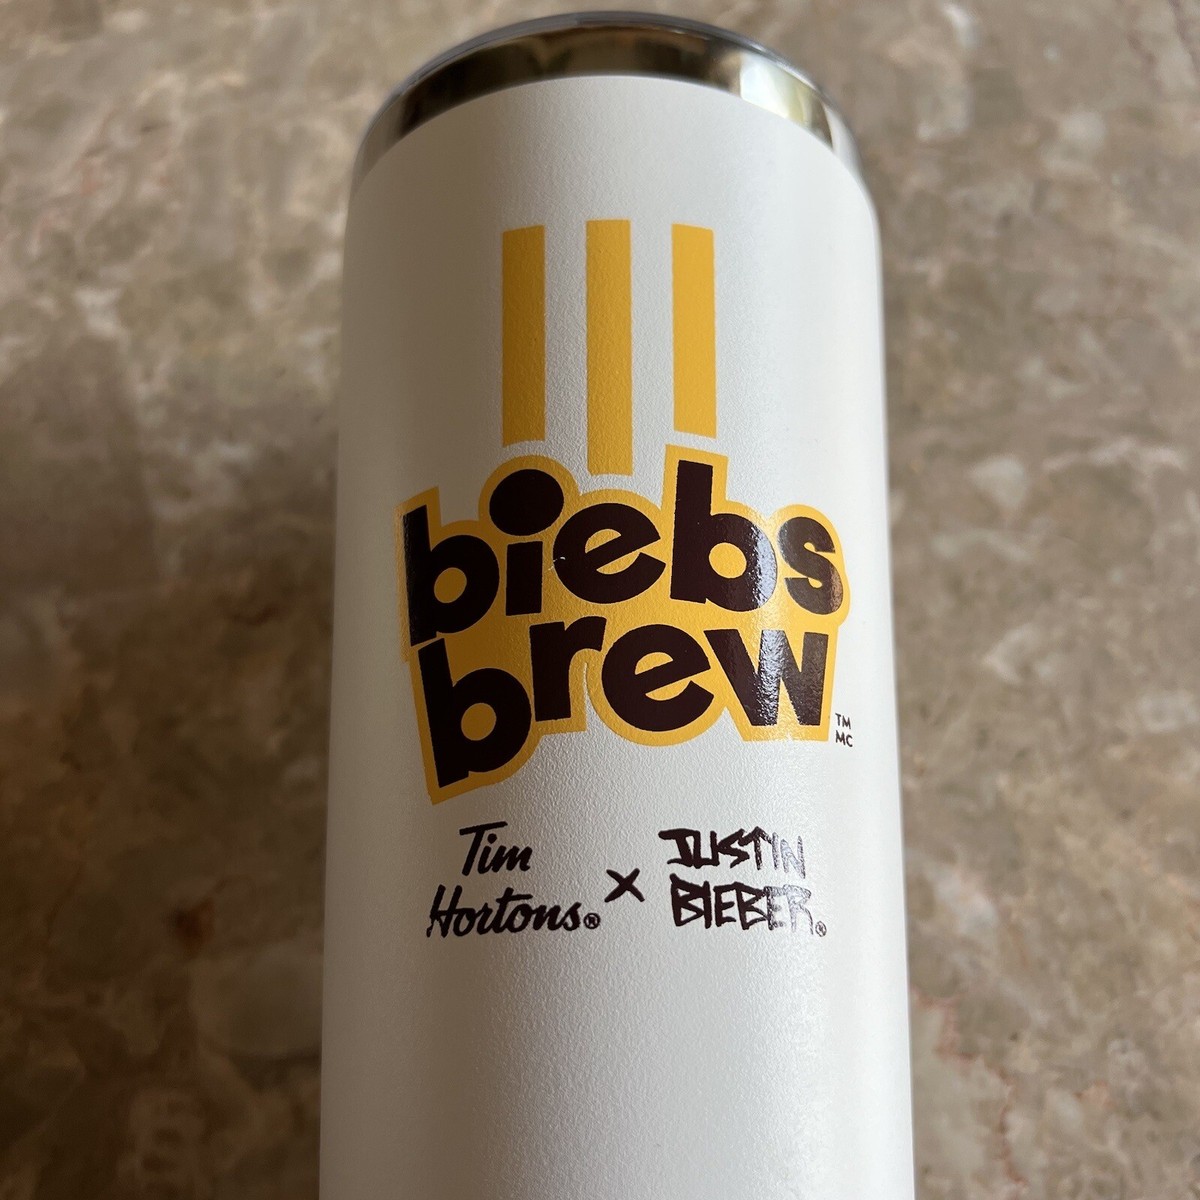 biebs
brew
TM
MC
Tim
Hortons®
x
JUSTIN
BIEBER®